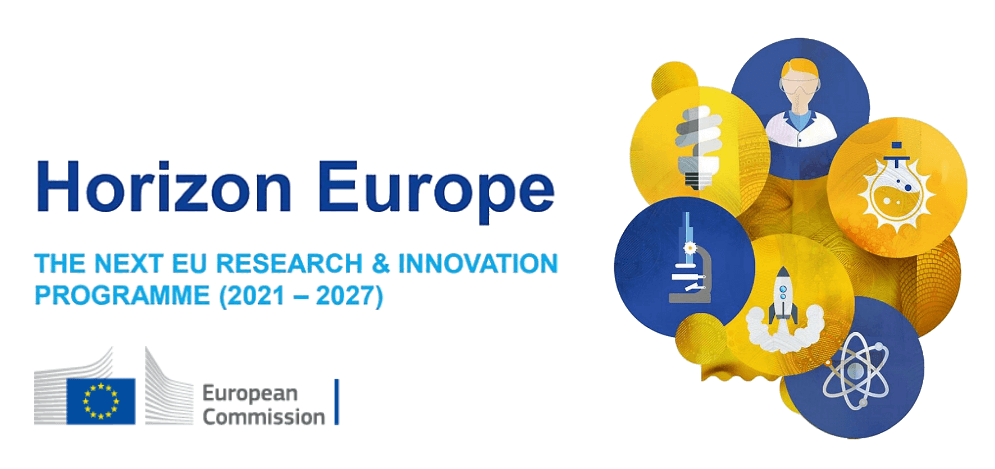 Horizon Europe
THE NEXT EU RESEARCH & INNOVATION
PROGRAMME (2021 – 2027)
European
Commission